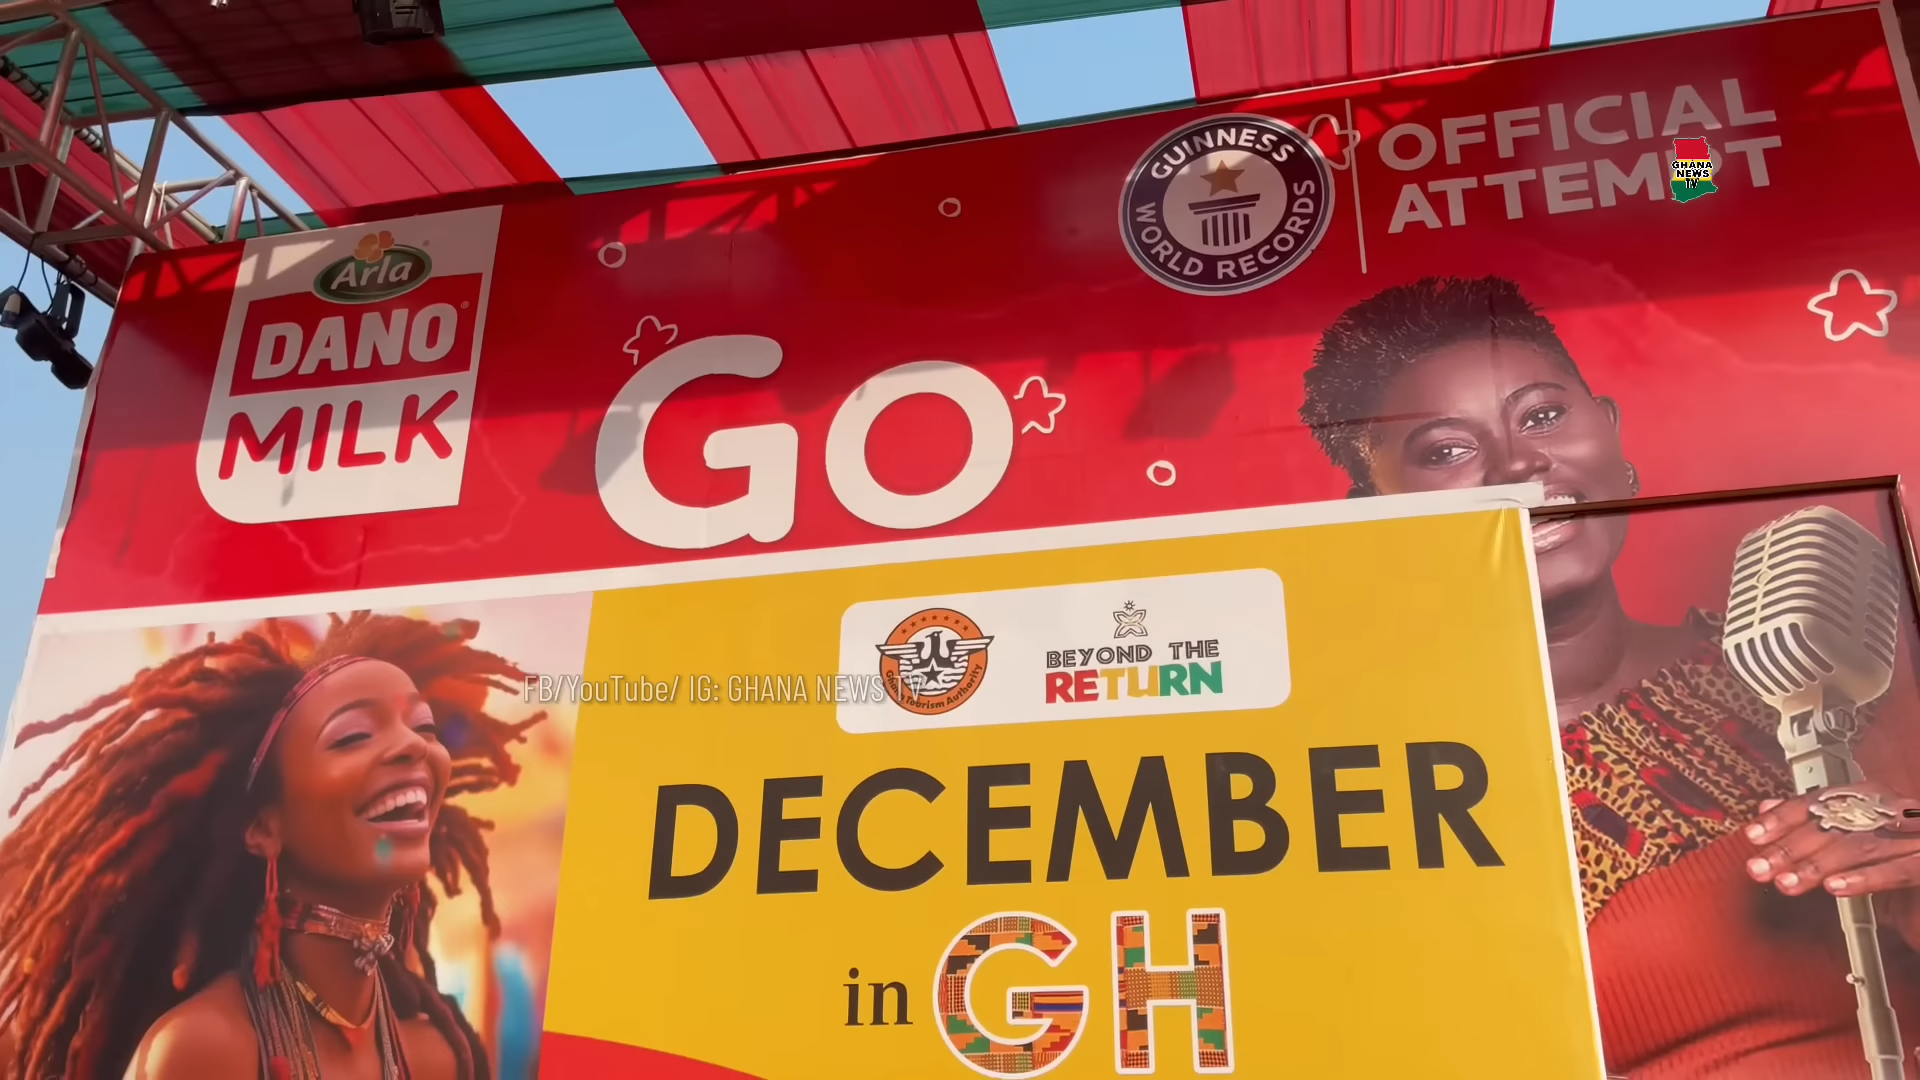 GUINNESS
WORLD RECORDS
OFFICIAL
ATTEMPT
GHANA
NEWS
TV
Arla
DANO
MILK
GO
Ghana Tourism Authority
BEYOND THE
RETURN
FB/YouTube/ IG: GHANA NEWS TV
DECEMBER
in GH